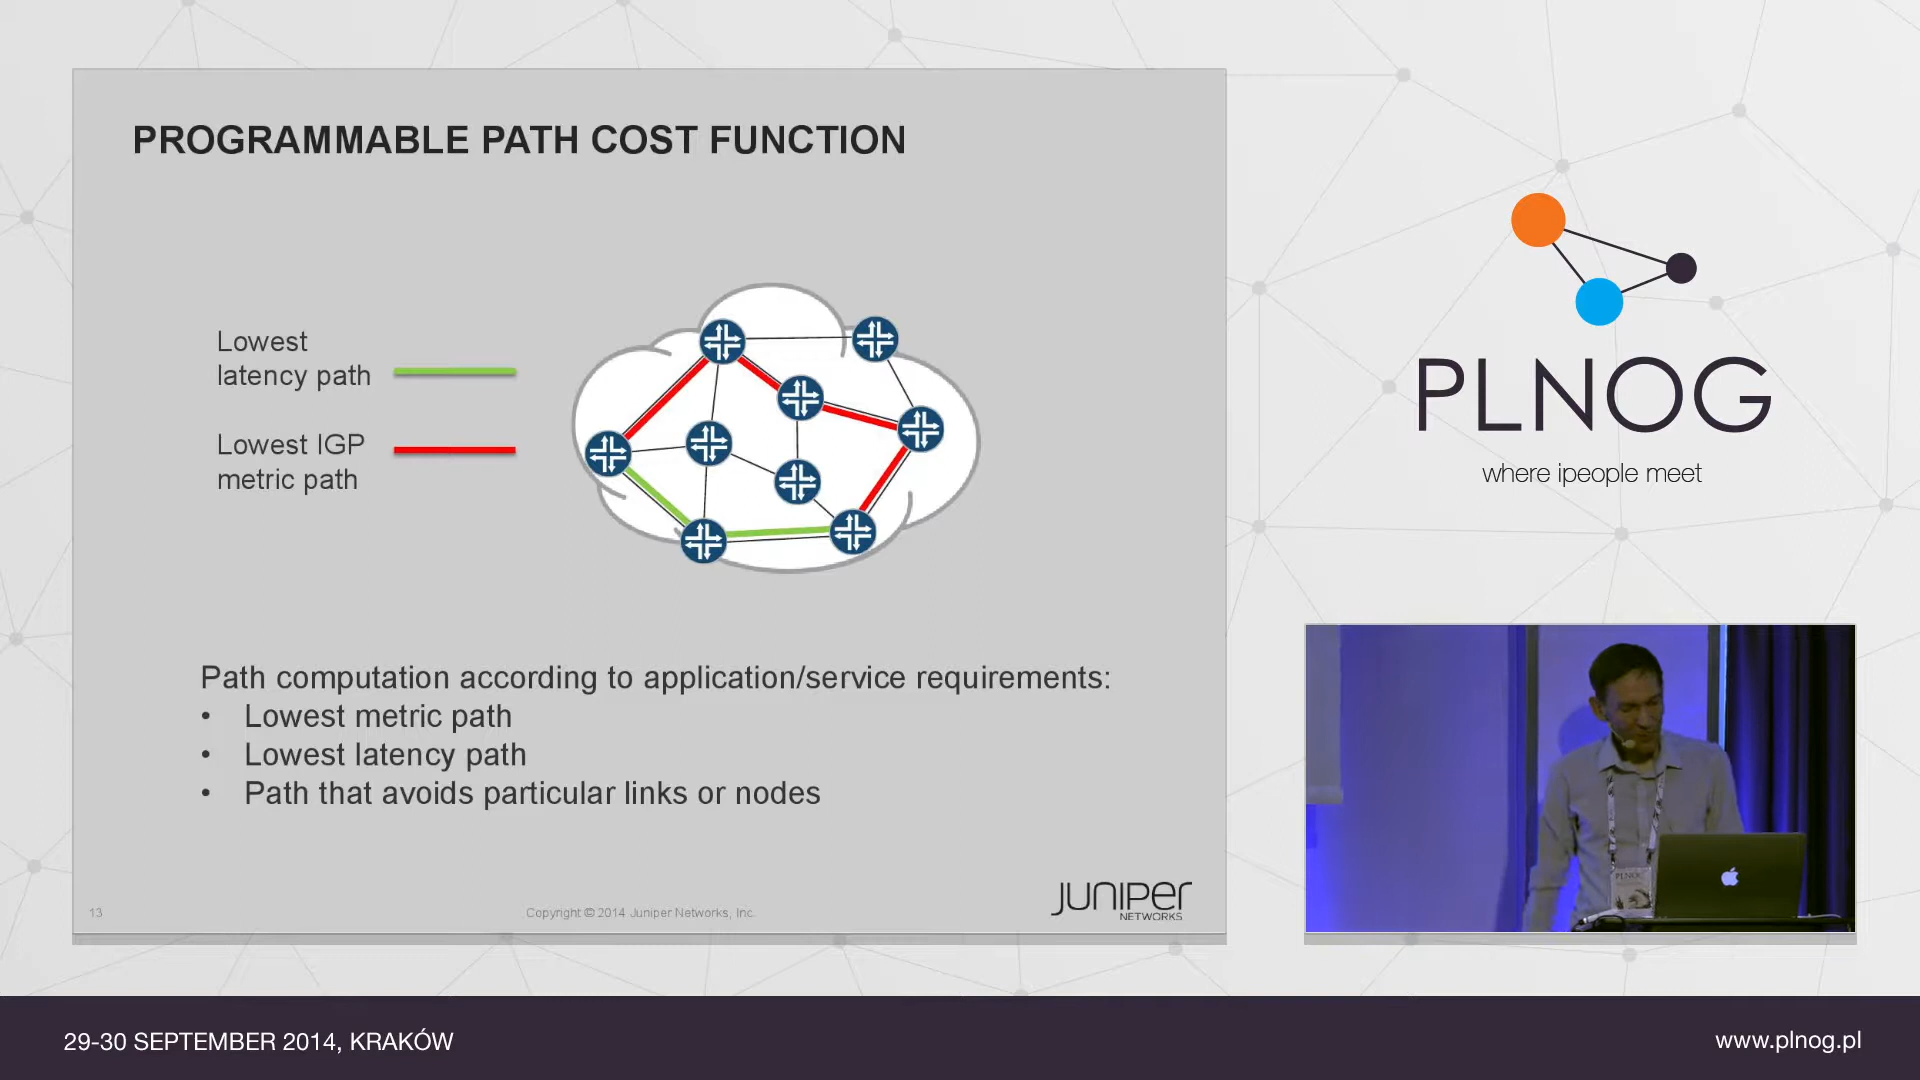 PROGRAMMABLE PATH COST FUNCTION
Lowest
latency path
Lowest IGP
metric path
Path computation according to application/service requirements:
• Lowest metric path
• Lowest latency path
• Path that avoids particular links or nodes
13
Copyright © 2014 Juniper Networks, Inc.
JUNIPER
NETWORKS
PLNOG
where ipeople meet
PLNOG
29-30 SEPTEMBER 2014, KRAKÓW
www.plnog.pl